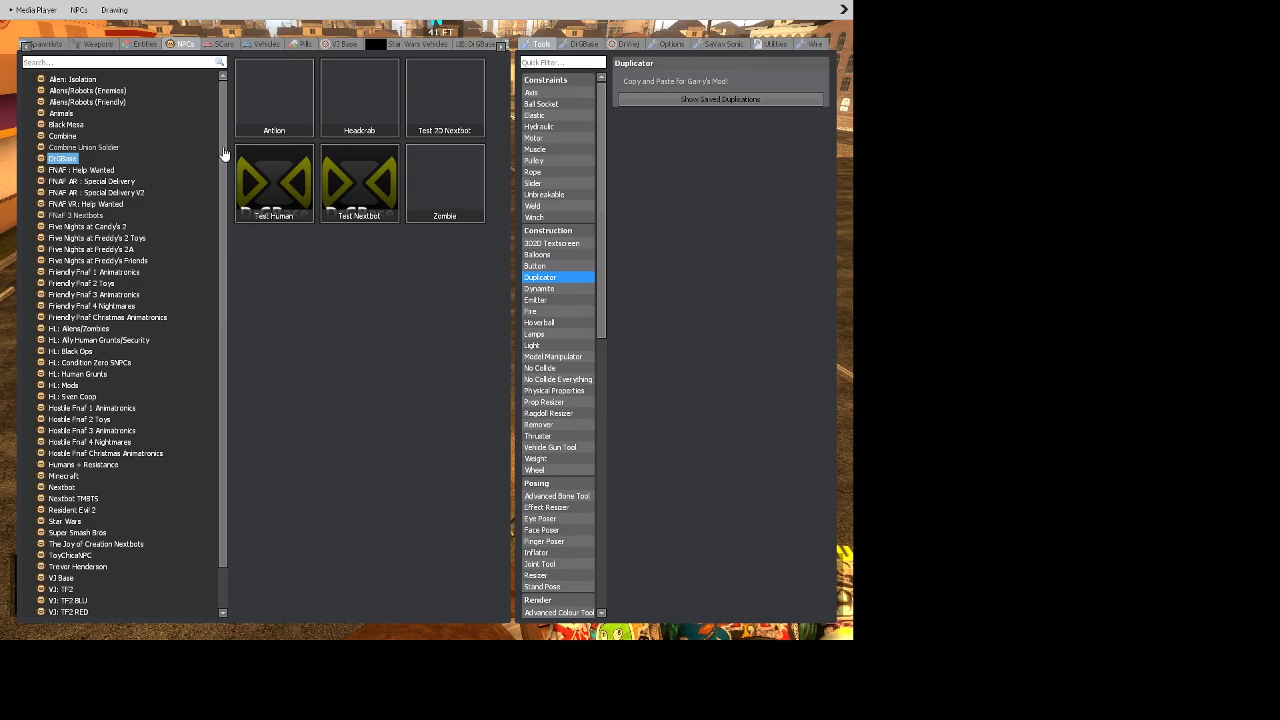 Media Player NPCs Drawing
41 FT
Spawnlists Weapons Entities NPCs SCars Vehicles Pills VJ Base Star Wars Vehicles DrGBase
Search...
Alien: Isolation
Aliens/Robots (Enemies)
Aliens/Robots (Friendly)
Animals
Black Mesa
Combine
Combine Union Soldier
DrGBase
FNAF : Help Wanted
FNAF AR : Special Delivery
FNAF AR : Special Delivery V2
FNAF VR: Help Wanted
FNaF 3 Nextbots
Five Nights at Candy's 2
Five Nights at Freddy's 2 Toys
Five Nights at Freddy's 2A
Five Nights at Freddy's Friends
Friendly Fnaf 1 Animatronics
Friendly Fnaf 2 Toys
Friendly Fnaf 3 Animatronics
Friendly Fnaf 4 Nightmares
Friendly Fnaf Christmas Animatronics
HL: Aliens/Zombies
HL: Ally Human Grunts/Security
HL: Black Ops
HL: Condition Zero SNPCs
HL: Human Grunts
HL: Mods
HL: Sven Coop
Hostile Fnaf 1 Animatronics
Hostile Fnaf 2 Toys
Hostile Fnaf 3 Animatronics
Hostile Fnaf 4 Nightmares
Hostile Fnaf Christmas Animatronics
Humans + Resistance
Minecraft
Nextbot
Nextbot TMBTS
Resident Evil 2
Star Wars
Super Smash Bros
The Joy of Creation Nextbots
ToyChicaNPC
Trevor Henderson
VJ Base
VJ: TF2
VJ: TF2 BLU
VJ: TF2 RED
Antlion Headcrab Test 2D Nextbot
Test Human Test Nextbot Zombie
Tools DrGBase DrVrej Options SaVav Sonic Utilities Wire
Quick Filter...
Constraints
Axis
Ball Socket
Elastic
Hydraulic
Motor
Muscle
Pulley
Rope
Slider
Unbreakable
Weld
Winch
Construction
3D2D Textscreen
Balloons
Button
Duplicator
Dynamite
Emitter
Fire
Hoverball
Lamps
Light
Model Manipulator
No Collide
No Collide Everything
Physical Properties
Prop Resizer
Ragdoll Resizer
Remover
Thruster
Vehicle Gun Tool
Weight
Wheel
Posing
Advanced Bone Tool
Effect Resizer
Eye Poser
Face Poser
Finger Poser
Inflator
Joint Tool
Resizer
Stand Pose
Render
Advanced Colour Tool
Duplicator
Copy and Paste for Garry's Mod!
Show Saved Duplications